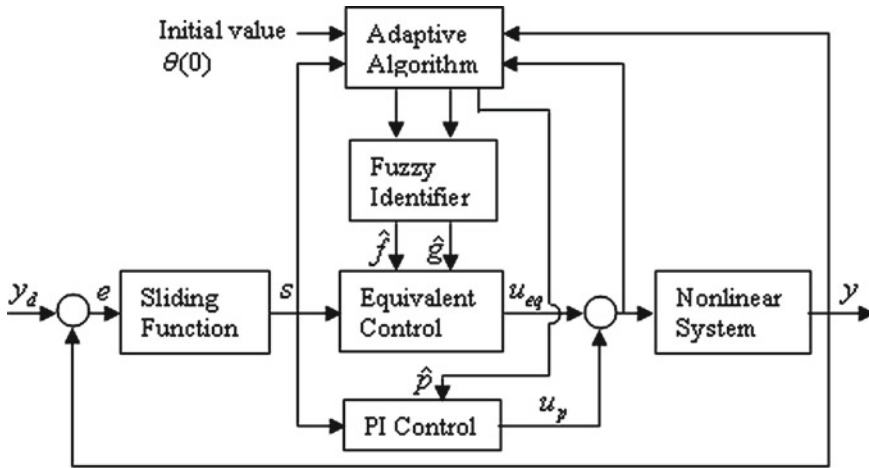 Initial value
θ(0)
Adaptive
Algorithm
Fuzzy
Identifier
f̂
ĝ
y_d
e
Sliding
Function
s
Equivalent
Control
u_eq
Nonlinear
System
y
p̂
PI Control
u_p